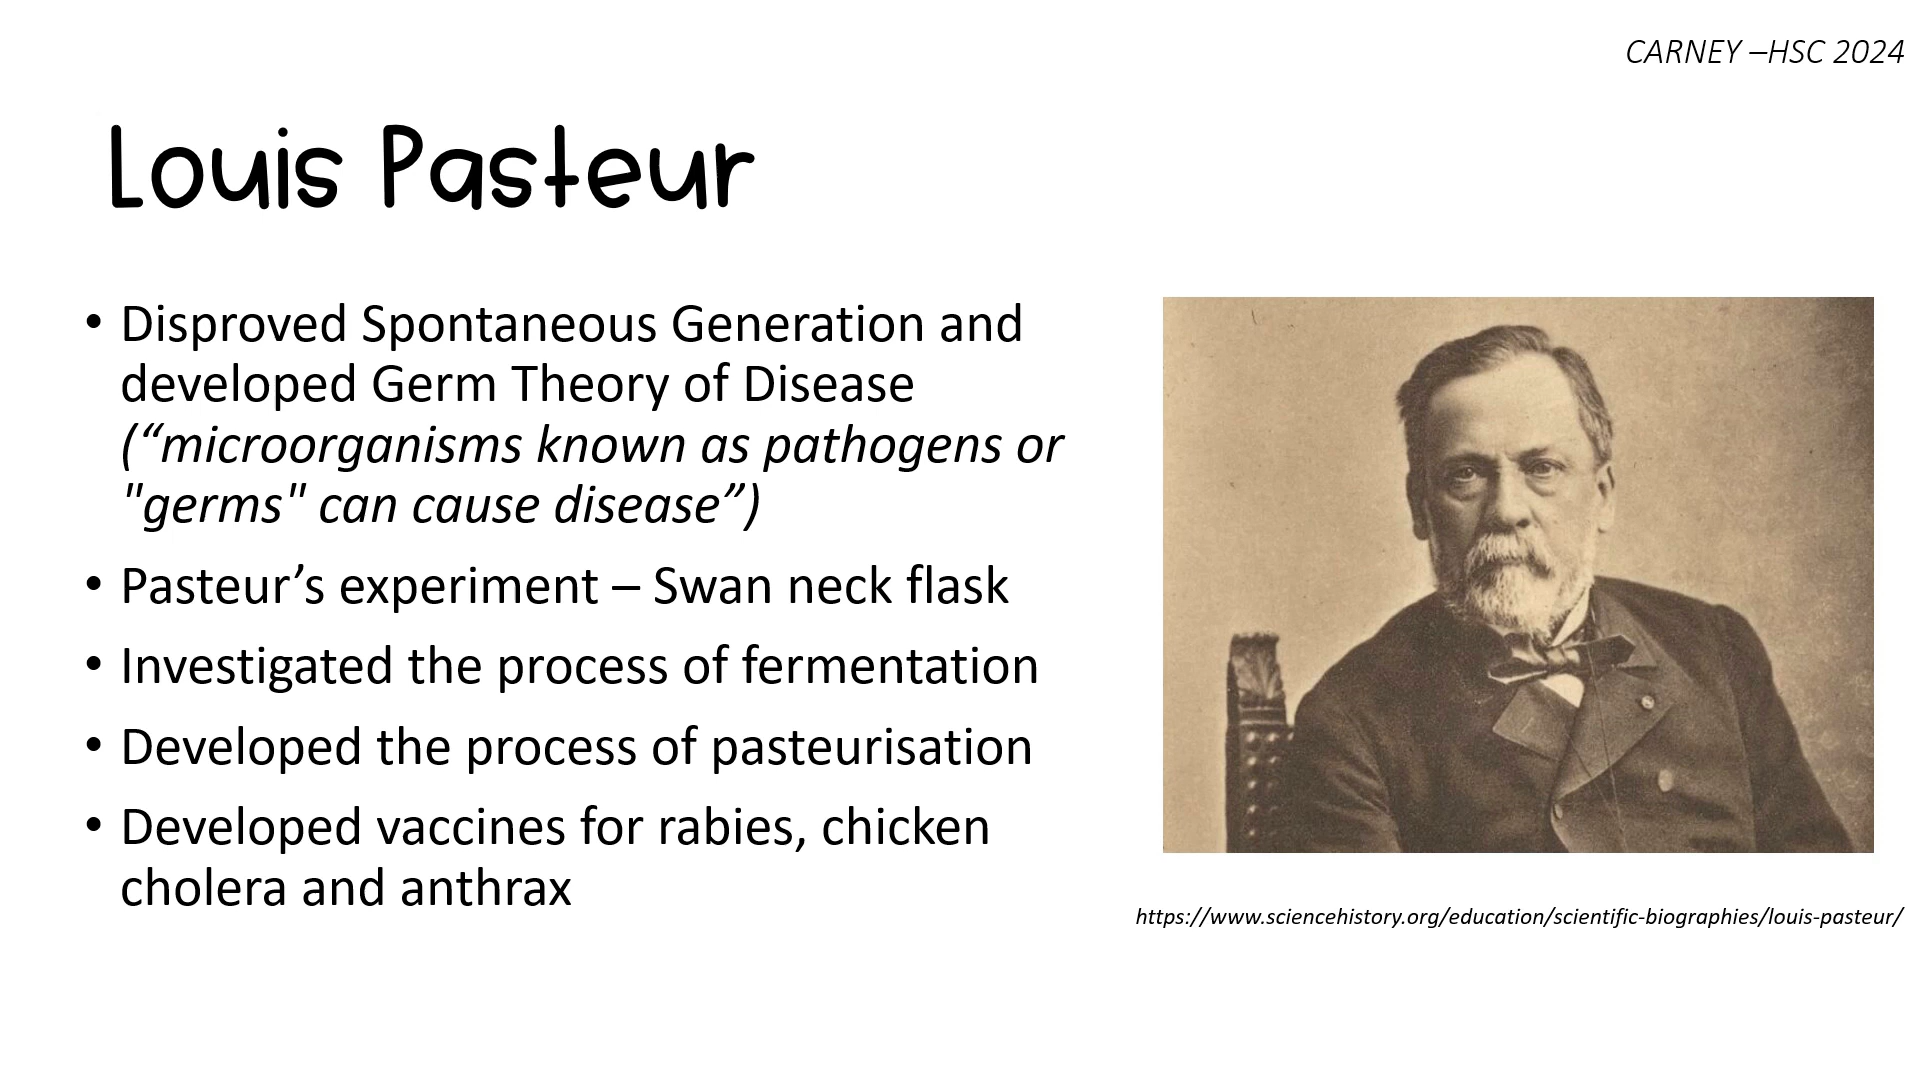 CARNEY –HSC 2024
Louis Pasteur
• Disproved Spontaneous Generation and
developed Germ Theory of Disease
(“microorganisms known as pathogens or
"germs" can cause disease”)
• Pasteur’s experiment – Swan neck flask
• Investigated the process of fermentation
• Developed the process of pasteurisation
• Developed vaccines for rabies, chicken
cholera and anthrax
https://www.sciencehistory.org/education/scientific-biographies/louis-pasteur/